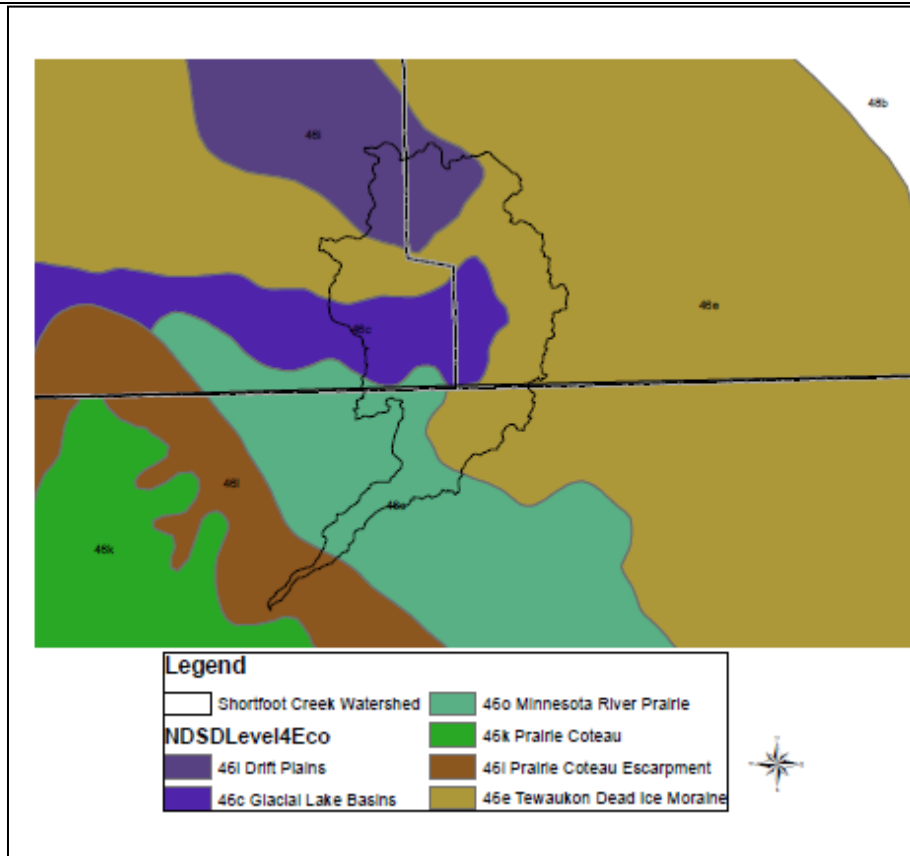 46b
46i
46e
46c
46l
46o
46k
Legend
Shortfoot Creek Watershed
NDSDLevel4Eco
46i Drift Plains
46c Glacial Lake Basins
46o Minnesota River Prairie
46k Prairie Coteau
46l Prairie Coteau Escarpment
46e Tewaukon Dead Ice Moraine